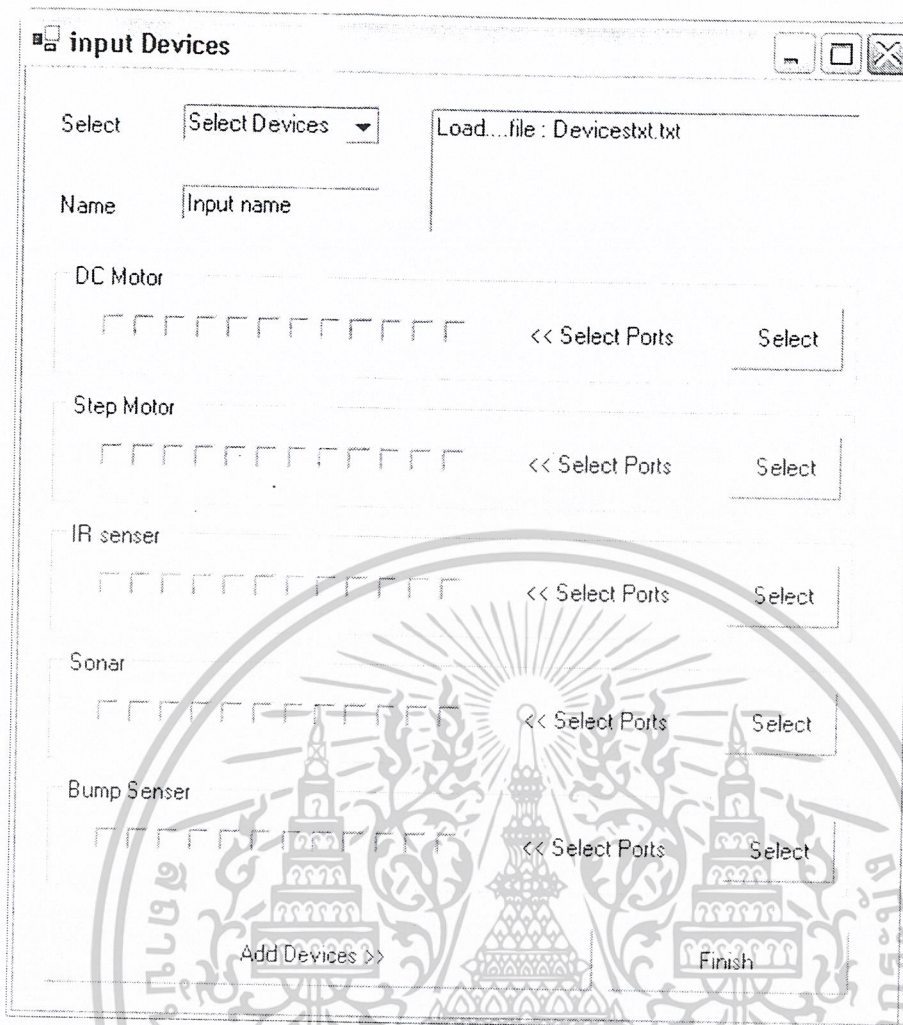 input Devices
Select Select Devices Load....file : Devicestxt.txt
Name Input name
DC Motor
<< Select Ports Select
Step Motor
<< Select Ports Select
IR senser
<< Select Ports Select
Sonar
<< Select Ports Select
Bump Senser
<< Select Ports Select
Add Devices >> Finish